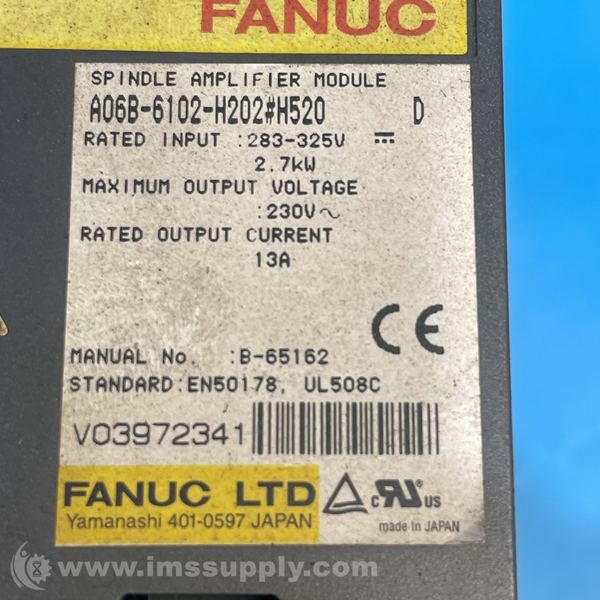 FANUC
SPINDLE AMPLIFIER MODULE
A06B-6102-H202#H520 D
RATED INPUT :283-325V ⎓
2.7kW
MAXIMUM OUTPUT VOLTAGE
:230V～
RATED OUTPUT CURRENT
13A
CE
MANUAL No. :B-65162
STANDARD:EN50178, UL508C
V03972341
FANUC LTD
Yamanashi 401-0597 JAPAN
c RU US
made in JAPAN
© www.imssupply.com